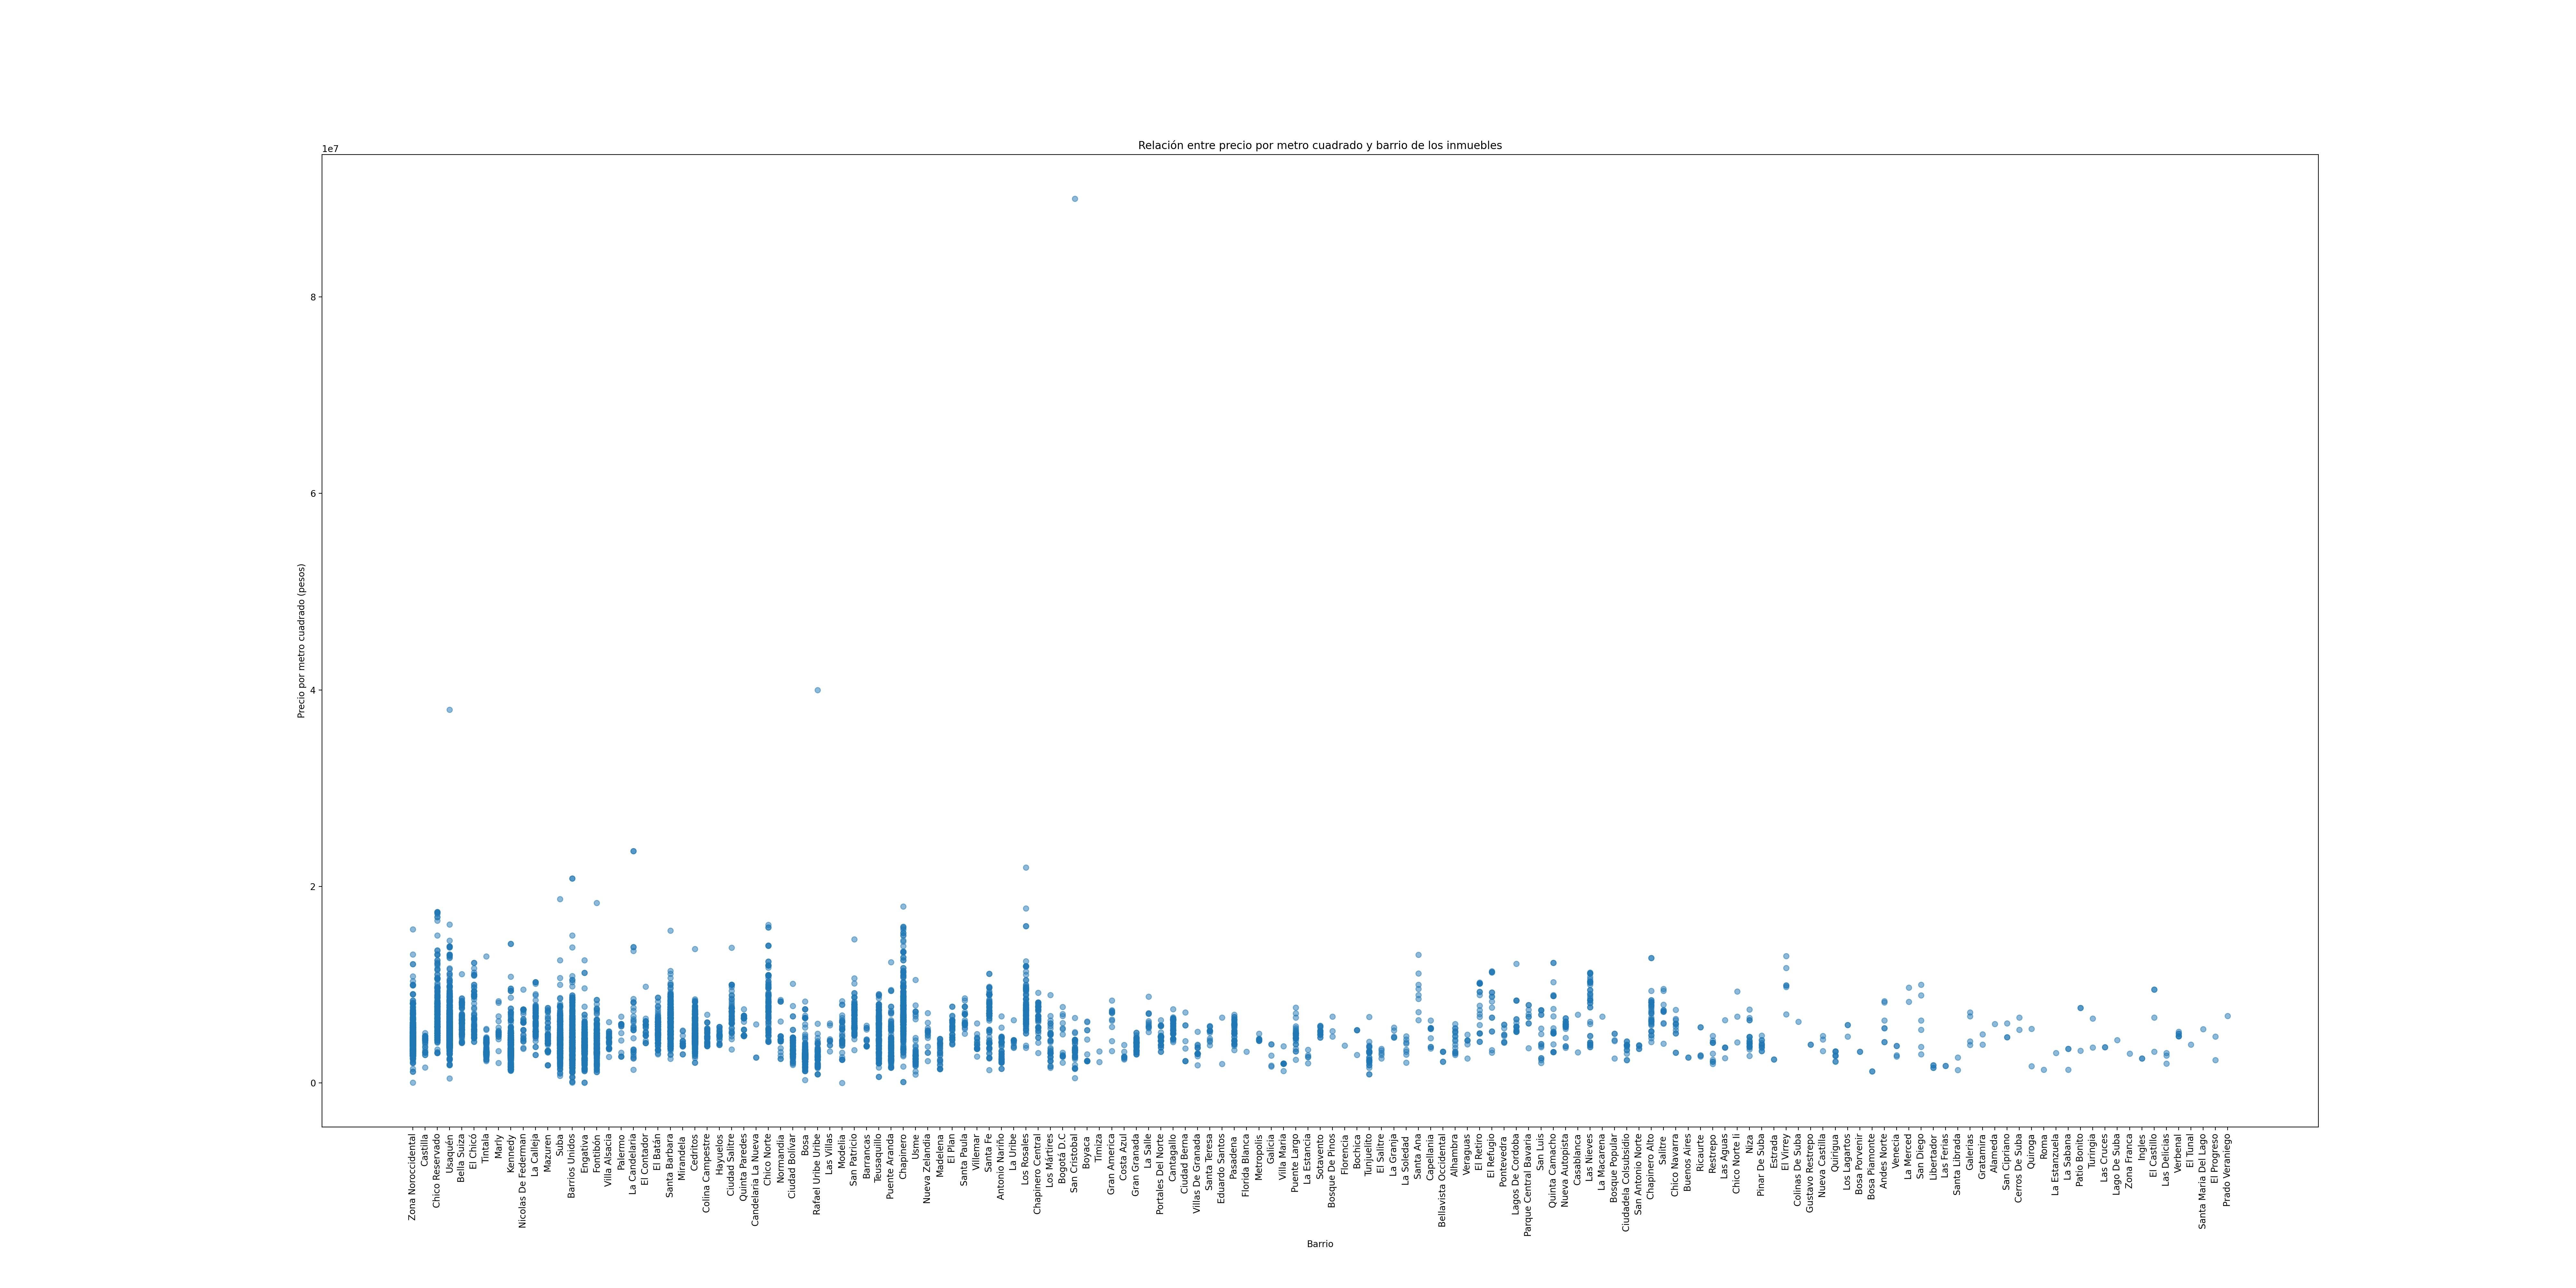 Relación entre precio por metro cuadrado y barrio de los inmuebles
1e7
8
6
4
2
0
Precio por metro cuadrado (pesos)
Zona Noroccidental
Castilla
Chico Reservado
Usaquén
Bella Suiza
El Chicó
Tintala
Marly
Kennedy
Nicolas De Federman
La Calleja
Mazuren
Suba
Barrios Unidos
Engativa
Fontibón
Villa Alsacia
Palermo
La Candelaria
El Contador
El Batán
Santa Barbara
Mirandela
Cedritos
Colina Campestre
Hayuelos
Ciudad Salitre
Quinta Paredes
Candelaria La Nueva
Chico Norte
Normandia
Ciudad Bolívar
Bosa
Rafael Uribe Uribe
Las Villas
Modelia
San Patricio
Barrancas
Teusaquillo
Puente Aranda
Chapinero
Usme
Nueva Zelandia
Madelena
El Plan
Santa Paula
Villemar
Santa Fe
Antonio Nariño
La Uribe
Los Rosales
Chapinero Central
Los Mártires
Bogotá D.C
San Cristobal
Boyaca
Timiza
Gran America
Costa Azul
Gran Granada
La Salle
Portales Del Norte
Cantagallo
Ciudad Berna
Villas De Granada
Santa Teresa
Eduardo Santos
Pasadena
Florida Blanca
Metropolis
Galicia
Villa Maria
Puente Largo
La Estancia
Sotavento
Bosque De Pinos
Florencia
Bochica
Tunjuelito
El Salitre
La Granja
La Soledad
Santa Ana
Capellania
Bellavista Occidental
Alhambra
Veraguas
El Retiro
El Refugio
Pontevedra
Lagos De Cordoba
Parque Central Bavaria
San Luis
Quinta Camacho
Nueva Autopista
Casablanca
Las Nieves
La Macarena
Bosque Popular
Ciudadela Colsubsidio
San Antonio Norte
Chapinero Alto
Salitre
Chico Navarra
Buenos Aires
Ricaurte
Restrepo
Las Aguas
Chico Norte Ii
Niza
Pinar De Suba
Estrada
El Virrey
Colinas De Suba
Gustavo Restrepo
Nueva Castilla
Quirigua
Los Lagartos
Bosa Porvenir
Bosa Piamonte
Andes Norte
Venecia
La Merced
San Diego
Libertador
Las Ferias
Santa Librada
Galerias
Gratamira
Alameda
San Cipriano
Cerros De Suba
Quiroga
Roma
La Estanzuela
La Sabana
Patio Bonito
Turingia
Las Cruces
Lago De Suba
Zona Franca
Ingles
El Castillo
Las Delicias
Verbenal
El Tunal
Santa Maria Del Lago
El Progreso
Prado Veraniego
Barrio